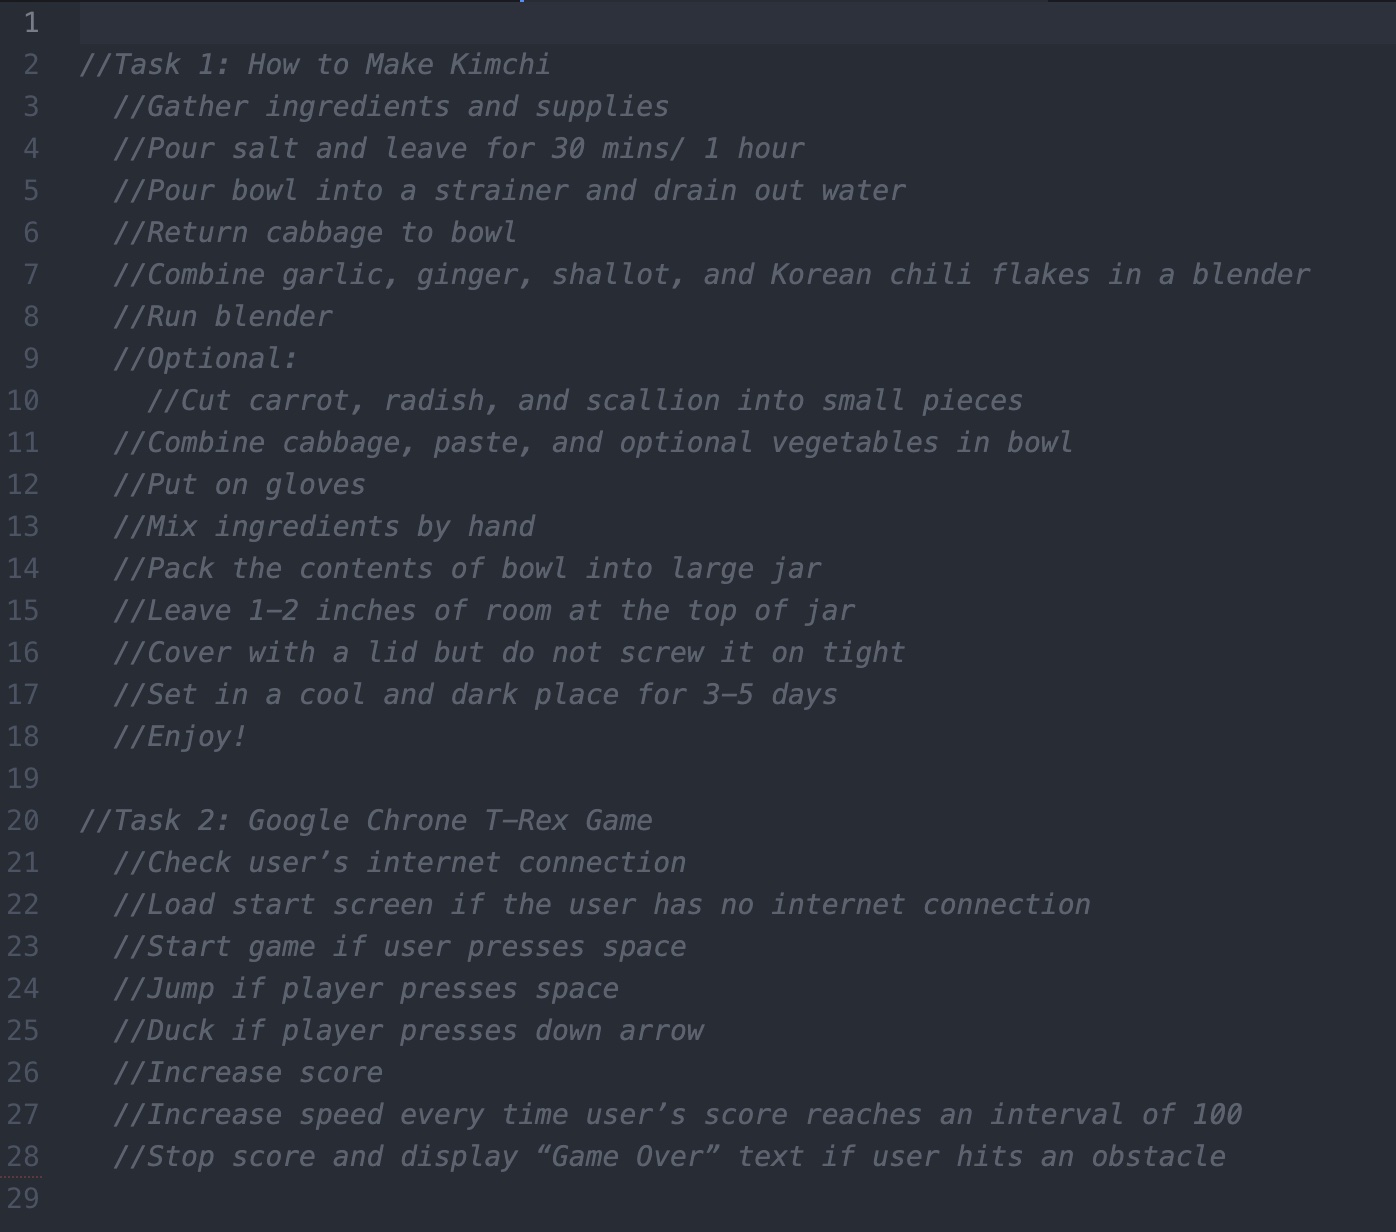 1
2 //Task 1: How to Make Kimchi
3 //Gather ingredients and supplies
4 //Pour salt and leave for 30 mins/ 1 hour
5 //Pour bowl into a strainer and drain out water
6 //Return cabbage to bowl
7 //Combine garlic, ginger, shallot, and Korean chili flakes in a blender
8 //Run blender
9 //Optional:
10 //Cut carrot, radish, and scallion into small pieces
11 //Combine cabbage, paste, and optional vegetables in bowl
12 //Put on gloves
13 //Mix ingredients by hand
14 //Pack the contents of bowl into large jar
15 //Leave 1–2 inches of room at the top of jar
16 //Cover with a lid but do not screw it on tight
17 //Set in a cool and dark place for 3–5 days
18 //Enjoy!
19
20 //Task 2: Google Chrone T–Rex Game
21 //Check user’s internet connection
22 //Load start screen if the user has no internet connection
23 //Start game if user presses space
24 //Jump if player presses space
25 //Duck if player presses down arrow
26 //Increase score
27 //Increase speed every time user’s score reaches an interval of 100
28 //Stop score and display “Game Over” text if user hits an obstacle
29